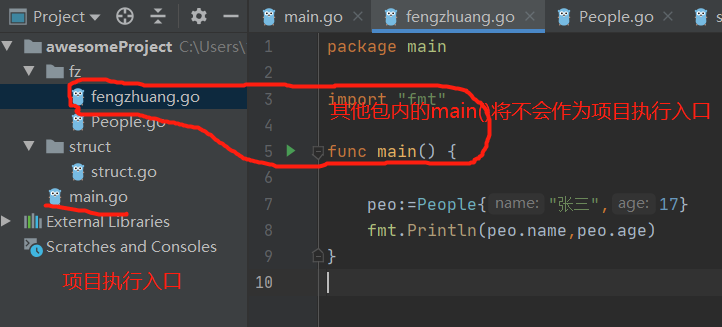 Project
main.go
fengzhuang.go
People.go
s
awesomeProject C:\Users\
fz
fengzhuang.go
People.go
struct
struct.go
main.go
External Libraries
Scratches and Consoles
项目执行入口
1 package main
2
3 import "fmt"
其他包内的main()将不会作为项目执行入口
4
5 func main() {
6
7 peo:=People{ name: "张三", age: 17}
8 fmt.Println(peo.name,peo.age)
9 }
10